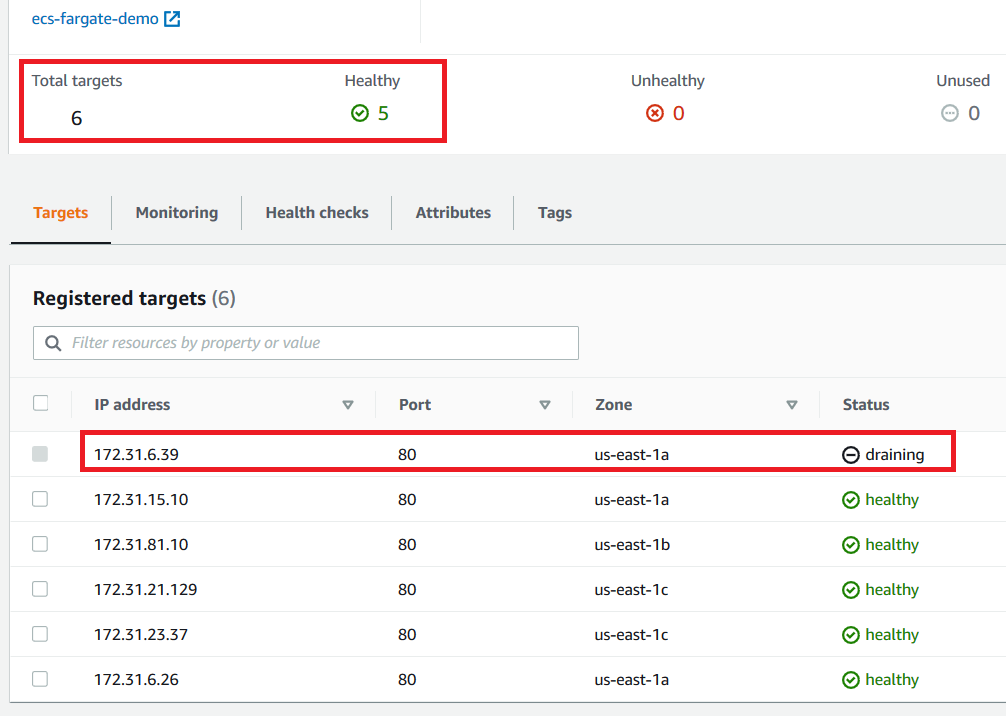 ecs-fargate-demo
Total targets Healthy Unhealthy Unused
6 5 0 0
Targets Monitoring Health checks Attributes Tags
Registered targets (6)
Filter resources by property or value
IP address Port Zone Status
172.31.6.39 80 us-east-1a draining
172.31.15.10 80 us-east-1a healthy
172.31.81.10 80 us-east-1b healthy
172.31.21.129 80 us-east-1c healthy
172.31.23.37 80 us-east-1c healthy
172.31.6.26 80 us-east-1a healthy